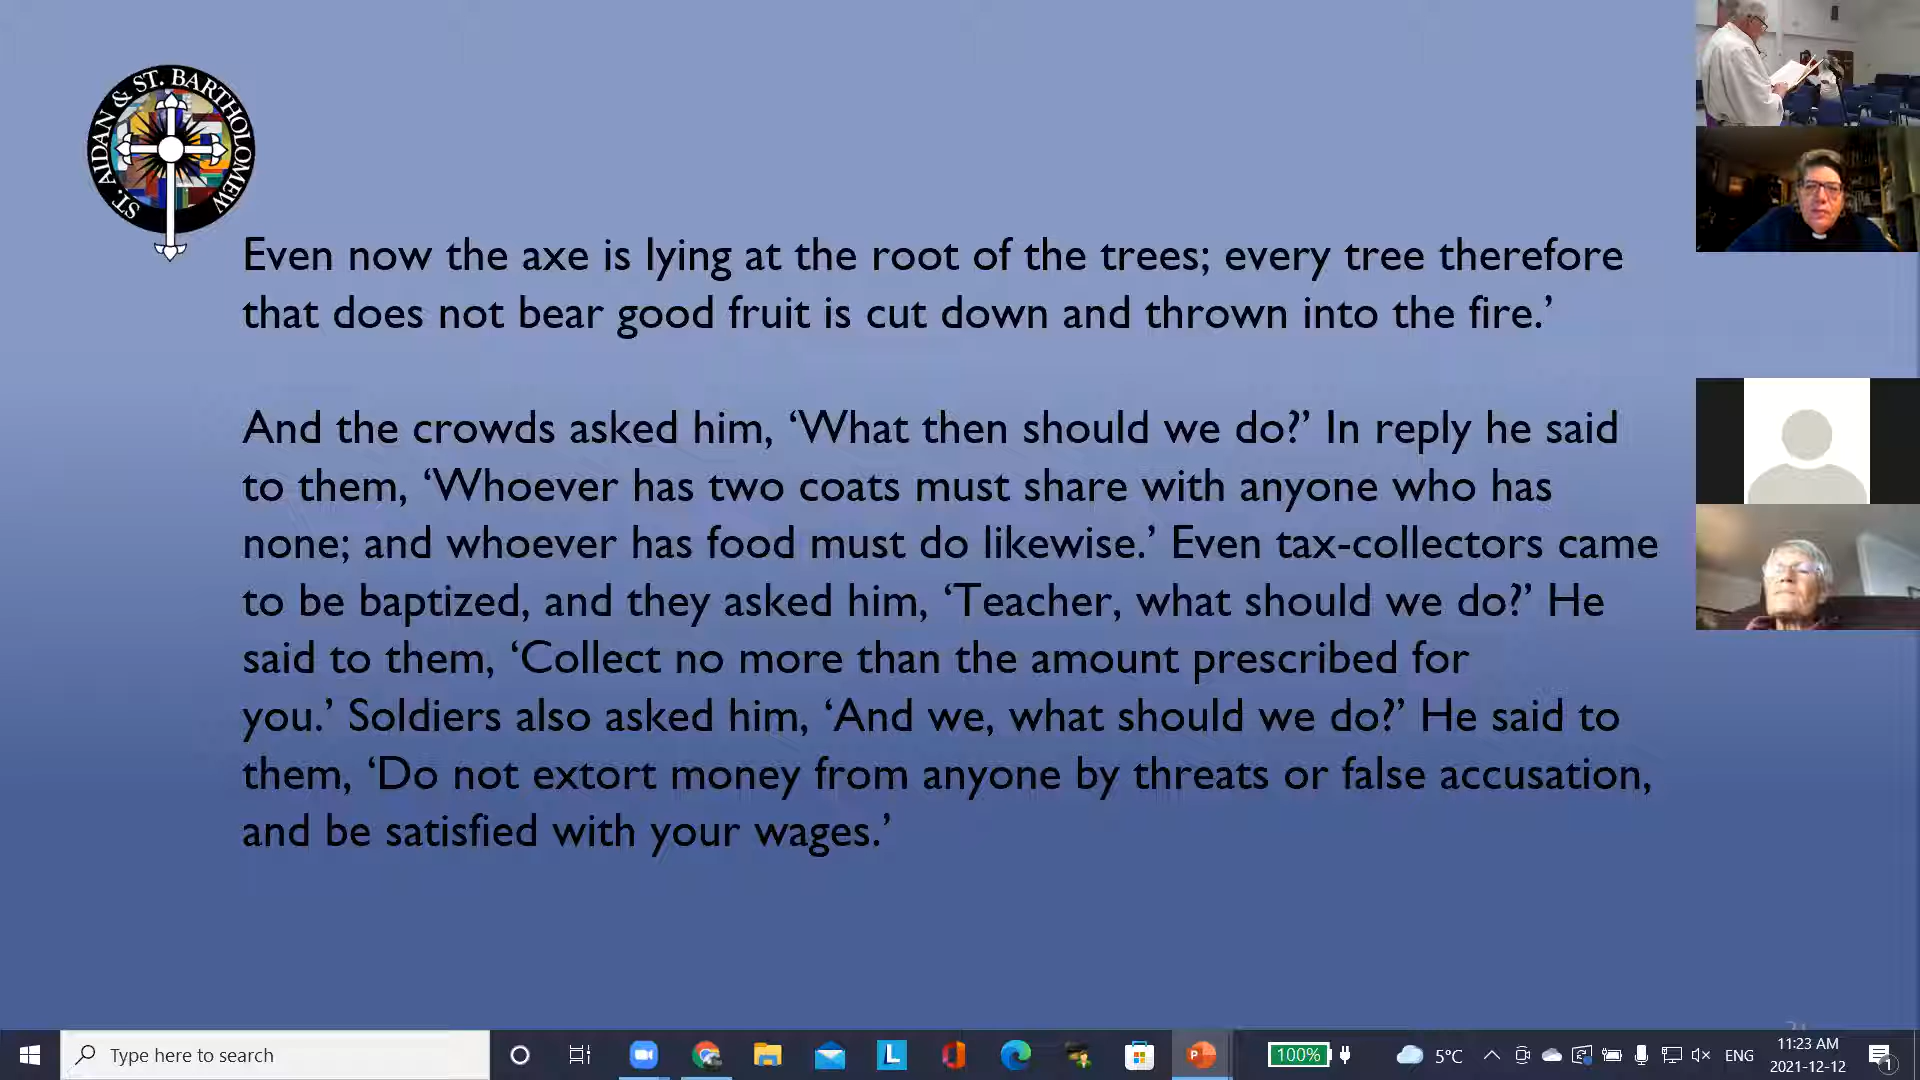 ST. AIDAN & ST. BARTHOLOMEW
Even now the axe is lying at the root of the trees; every tree therefore
that does not bear good fruit is cut down and thrown into the fire.’
And the crowds asked him, ‘What then should we do?’ In reply he said
to them, ‘Whoever has two coats must share with anyone who has
none; and whoever has food must do likewise.’ Even tax-collectors came
to be baptized, and they asked him, ‘Teacher, what should we do?’ He
said to them, ‘Collect no more than the amount prescribed for
you.’ Soldiers also asked him, ‘And we, what should we do?’ He said to
them, ‘Do not extort money from anyone by threats or false accusation,
and be satisfied with your wages.’
Type here to search
L
P
100%
5°C
ENG
11:23 AM
2021-12-12
1